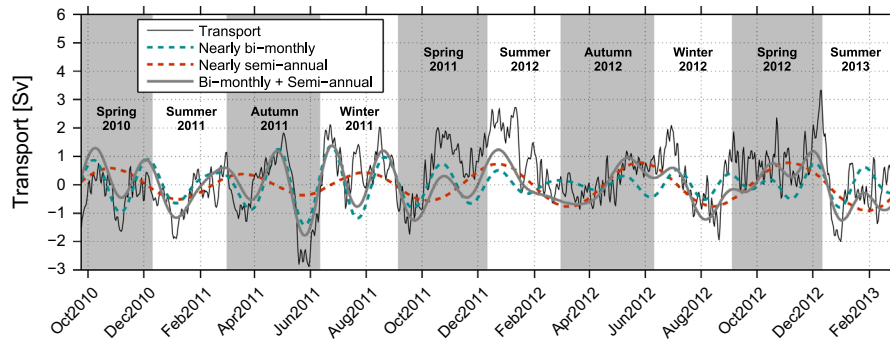 Transport [Sv]
6
5
4
3
2
1
0
−1
−2
−3
Transport
Nearly bi-monthly
Nearly semi-annual
Bi-monthly + Semi-annual
Spring
2010
Summer
2011
Autumn
2011
Winter
2011
Spring
2011
Summer
2012
Autumn
2012
Winter
2012
Spring
2012
Summer
2013
Oct2010
Dec2010
Feb2011
Apr2011
Jun2011
Aug2011
Oct2011
Dec2011
Feb2012
Apr2012
Jun2012
Aug2012
Oct2012
Dec2012
Feb2013